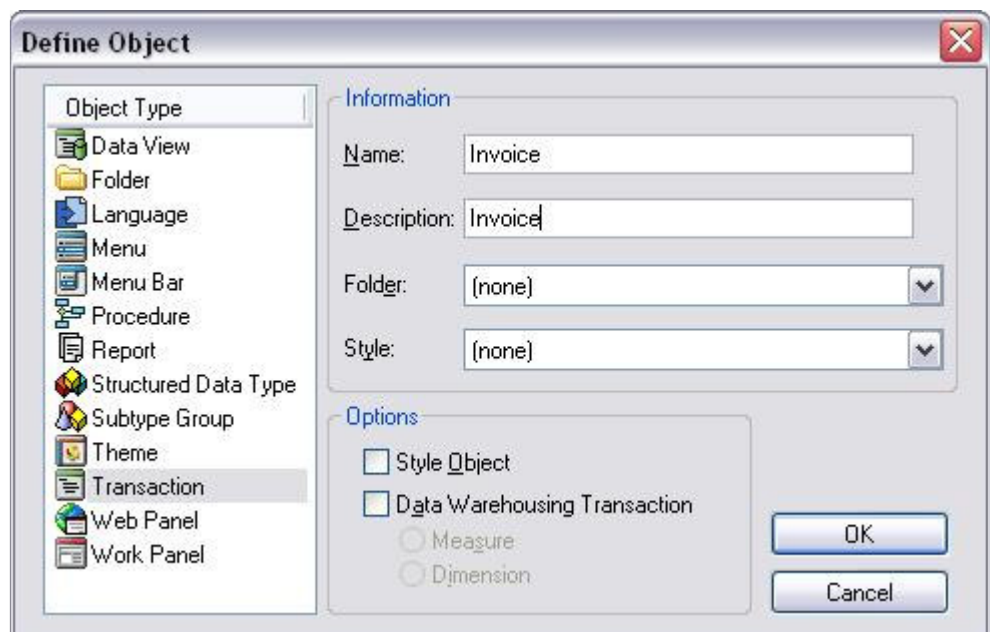 Define Object
Object Type
Data View
Folder
Language
Menu
Menu Bar
Procedure
Report
Structured Data Type
Subtype Group
Theme
Transaction
Web Panel
Work Panel
Information
Name: Invoice
Description: Invoice
Folder: (none)
Style: (none)
Options
Style Object
Data Warehousing Transaction
Measure
Dimension
OK
Cancel